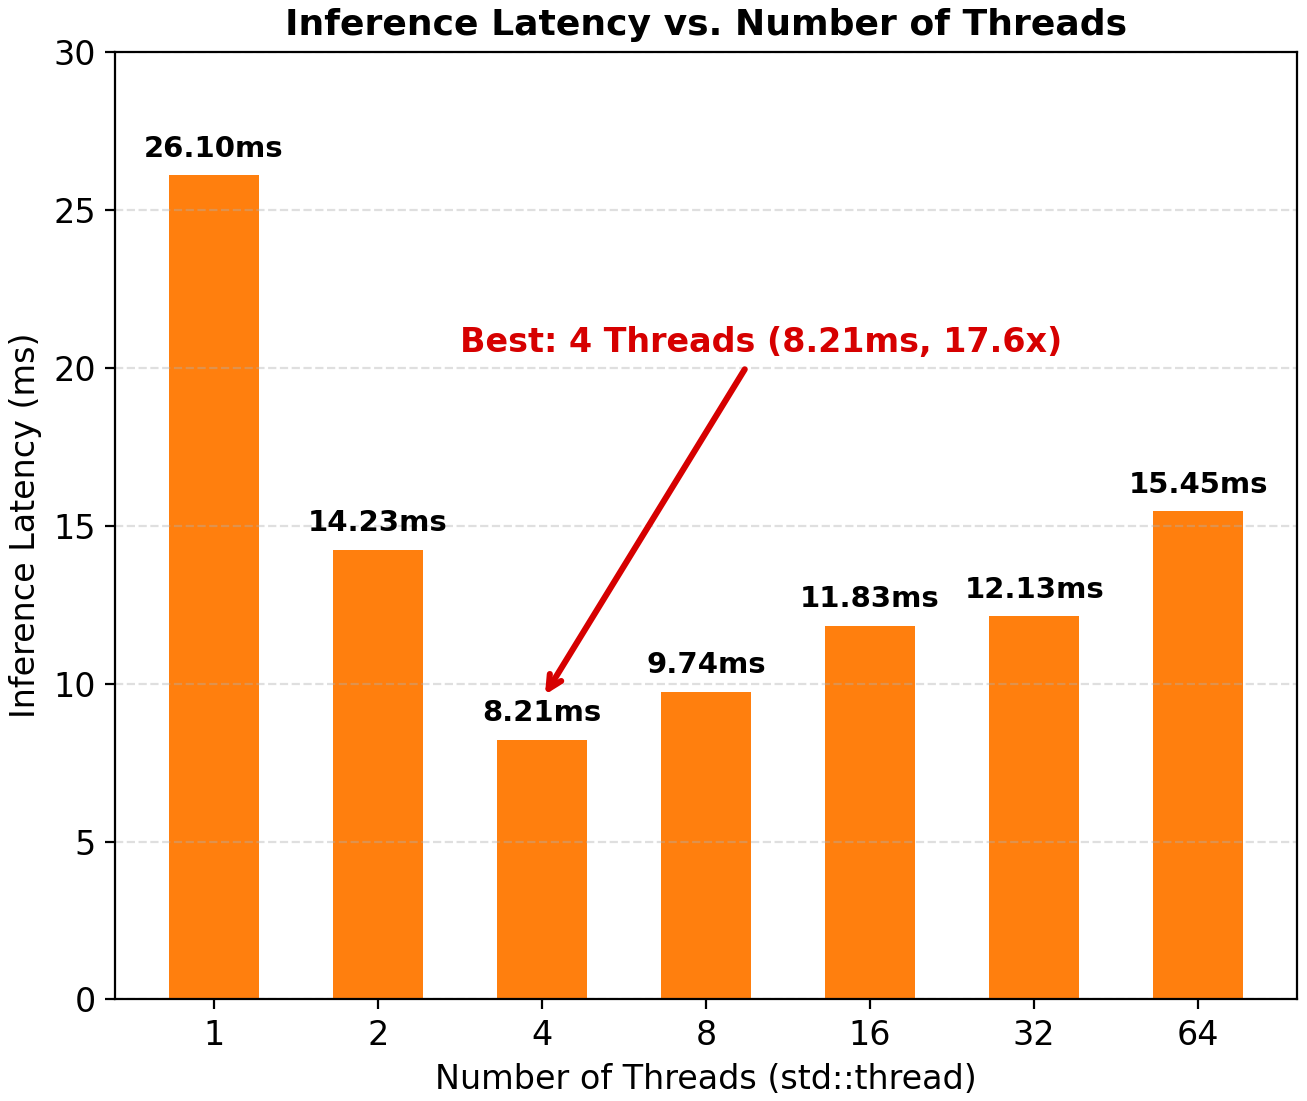 Inference Latency vs. Number of Threads
Inference Latency (ms)
30
25
20
15
10
5
0
26.10ms
14.23ms
8.21ms
9.74ms
11.83ms
12.13ms
15.45ms
Best: 4 Threads (8.21ms, 17.6x)
1 2 4 8 16 32 64
Number of Threads (std::thread)